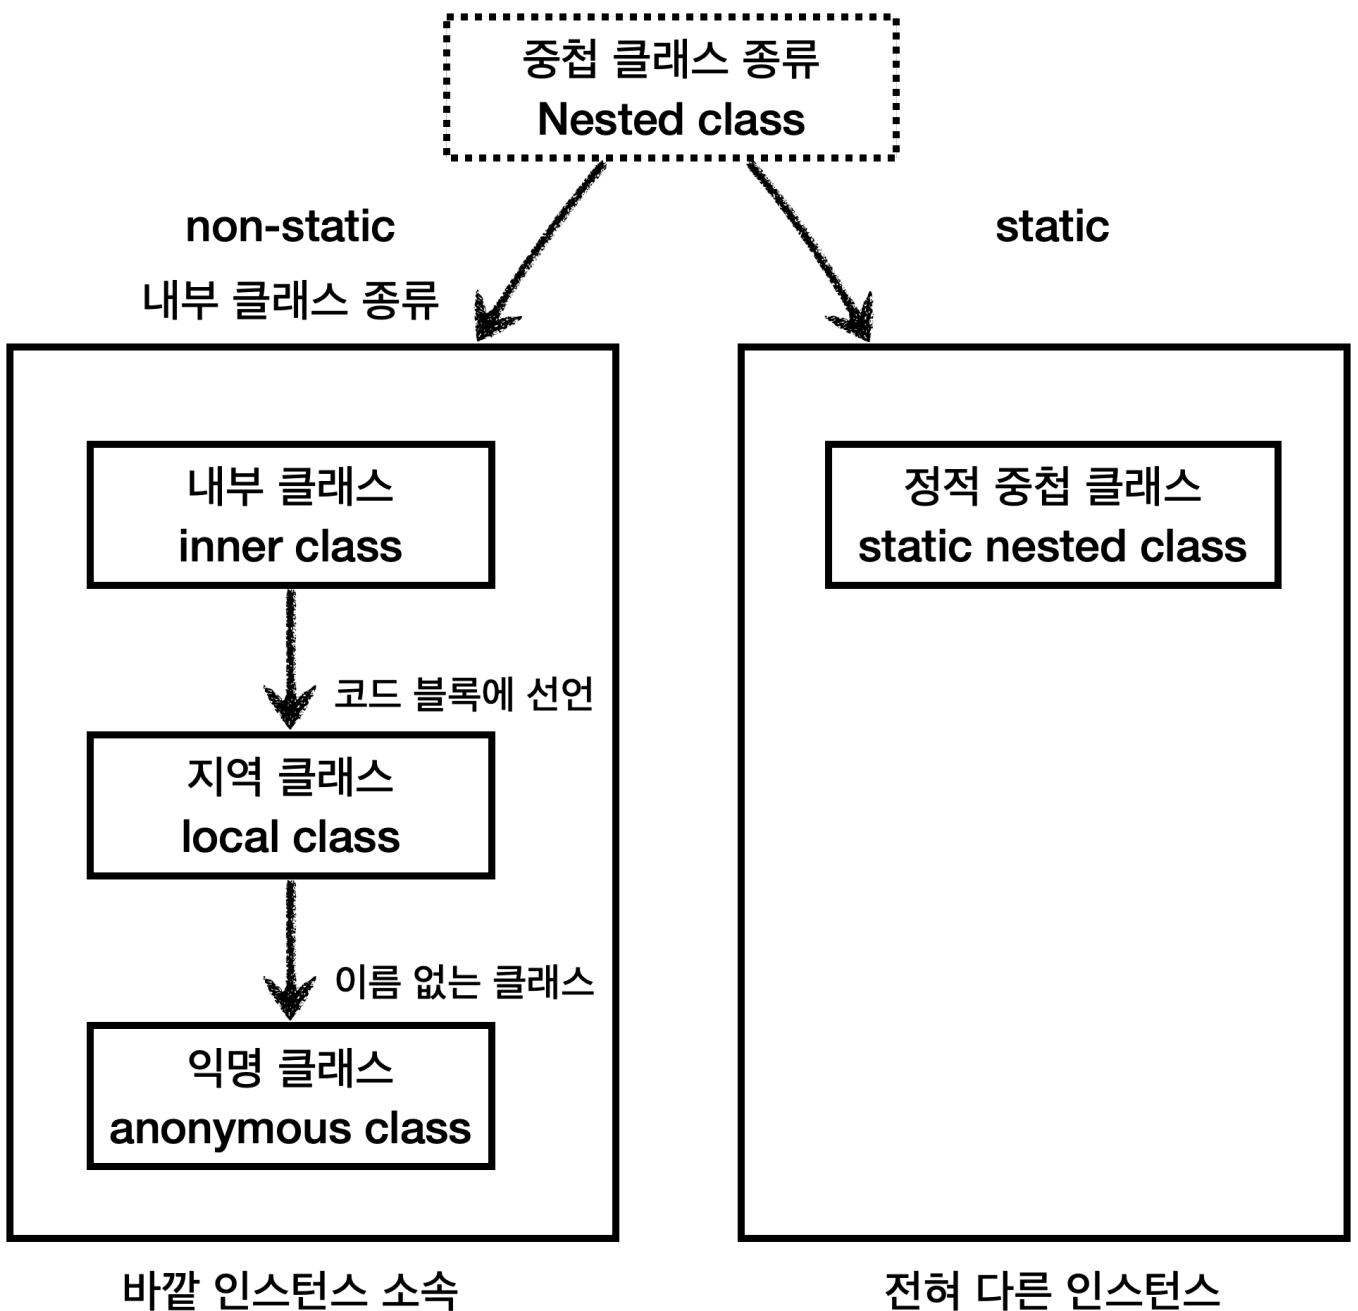 중첩 클래스 종류
Nested class
non-static
내부 클래스 종류
static
내부 클래스
inner class
코드 블록에 선언
지역 클래스
local class
이름 없는 클래스
익명 클래스
anonymous class
바깥 인스턴스 소속
정적 중첩 클래스
static nested class
전혀 다른 인스턴스